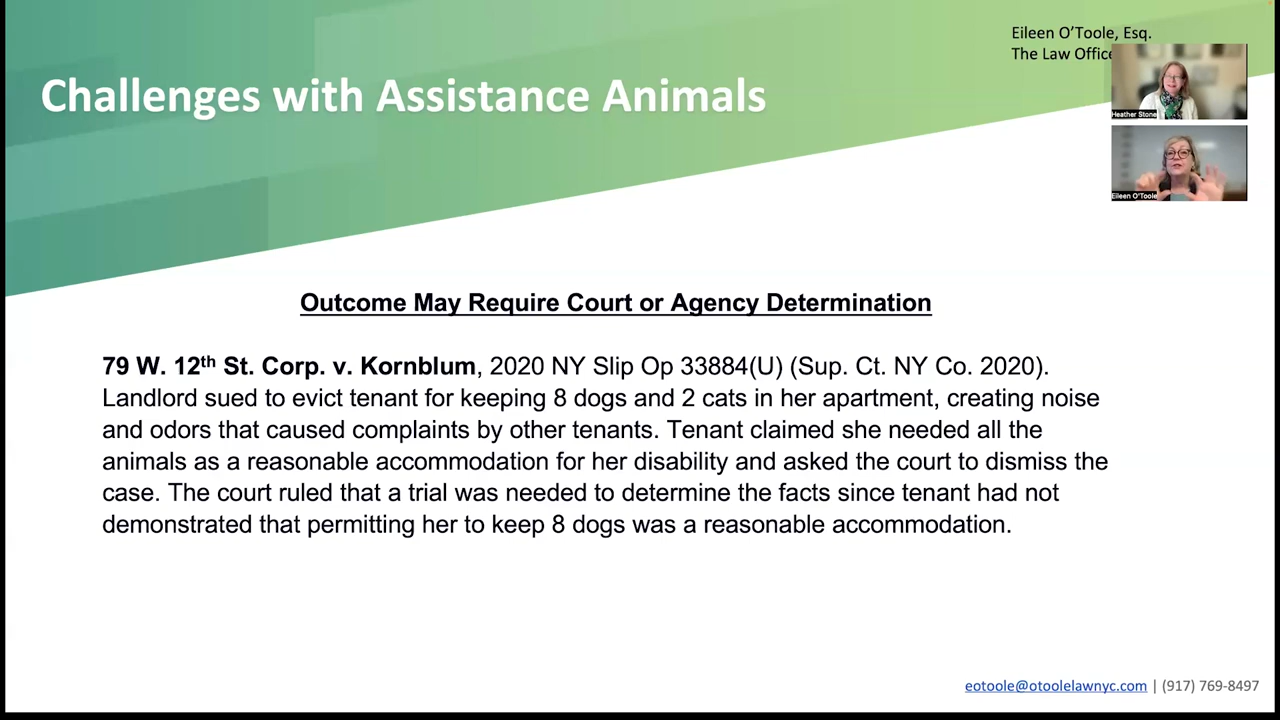 Eileen O’Toole, Esq.
The Law Office
Challenges with Assistance Animals
Heather Stone
Eileen O'Toole
Outcome May Require Court or Agency Determination
79 W. 12th St. Corp. v. Kornblum, 2020 NY Slip Op 33884(U) (Sup. Ct. NY Co. 2020).
Landlord sued to evict tenant for keeping 8 dogs and 2 cats in her apartment, creating noise
and odors that caused complaints by other tenants. Tenant claimed she needed all the
animals as a reasonable accommodation for her disability and asked the court to dismiss the
case. The court ruled that a trial was needed to determine the facts since tenant had not
demonstrated that permitting her to keep 8 dogs was a reasonable accommodation.
eotoole@otoolelawnyc.com | (917) 769-8497